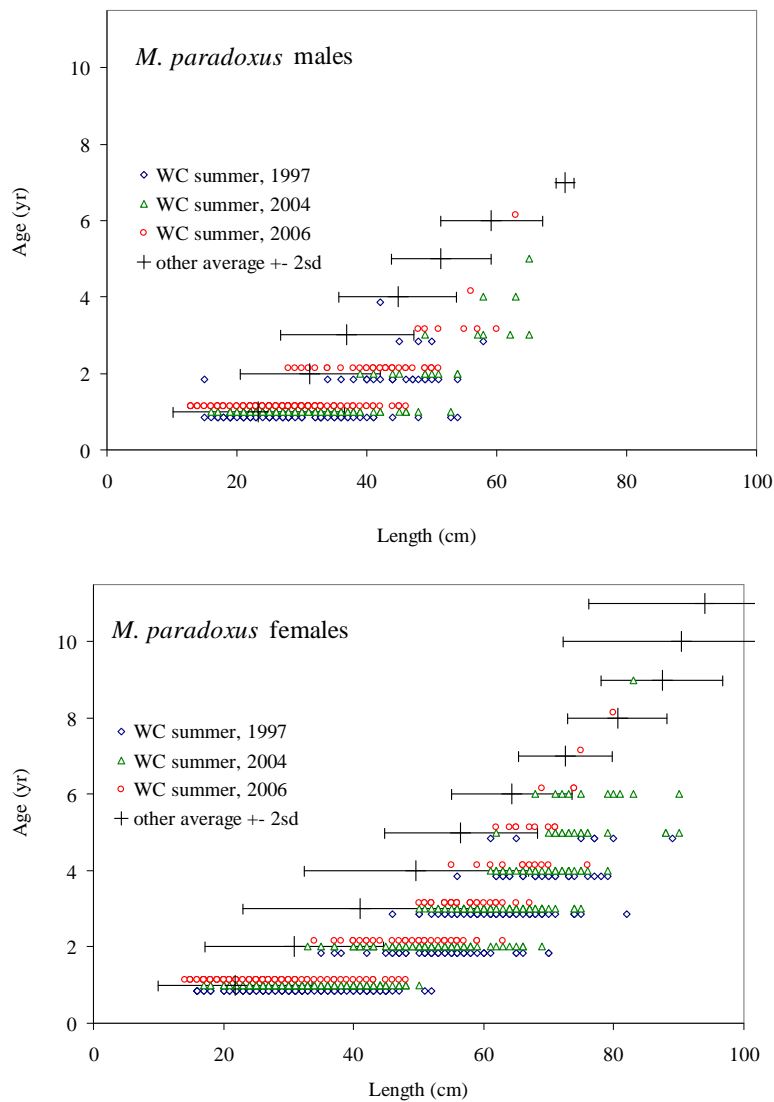 M. paradoxus males
10
8
6
4
2
0
Age (yr)
WC summer, 1997
WC summer, 2004
WC summer, 2006
other average +- 2sd
0 20 40 60 80 100
Length (cm)
M. paradoxus females
10
8
6
4
2
0
Age (yr)
WC summer, 1997
WC summer, 2004
WC summer, 2006
other average +- 2sd
0 20 40 60 80 100
Length (cm)